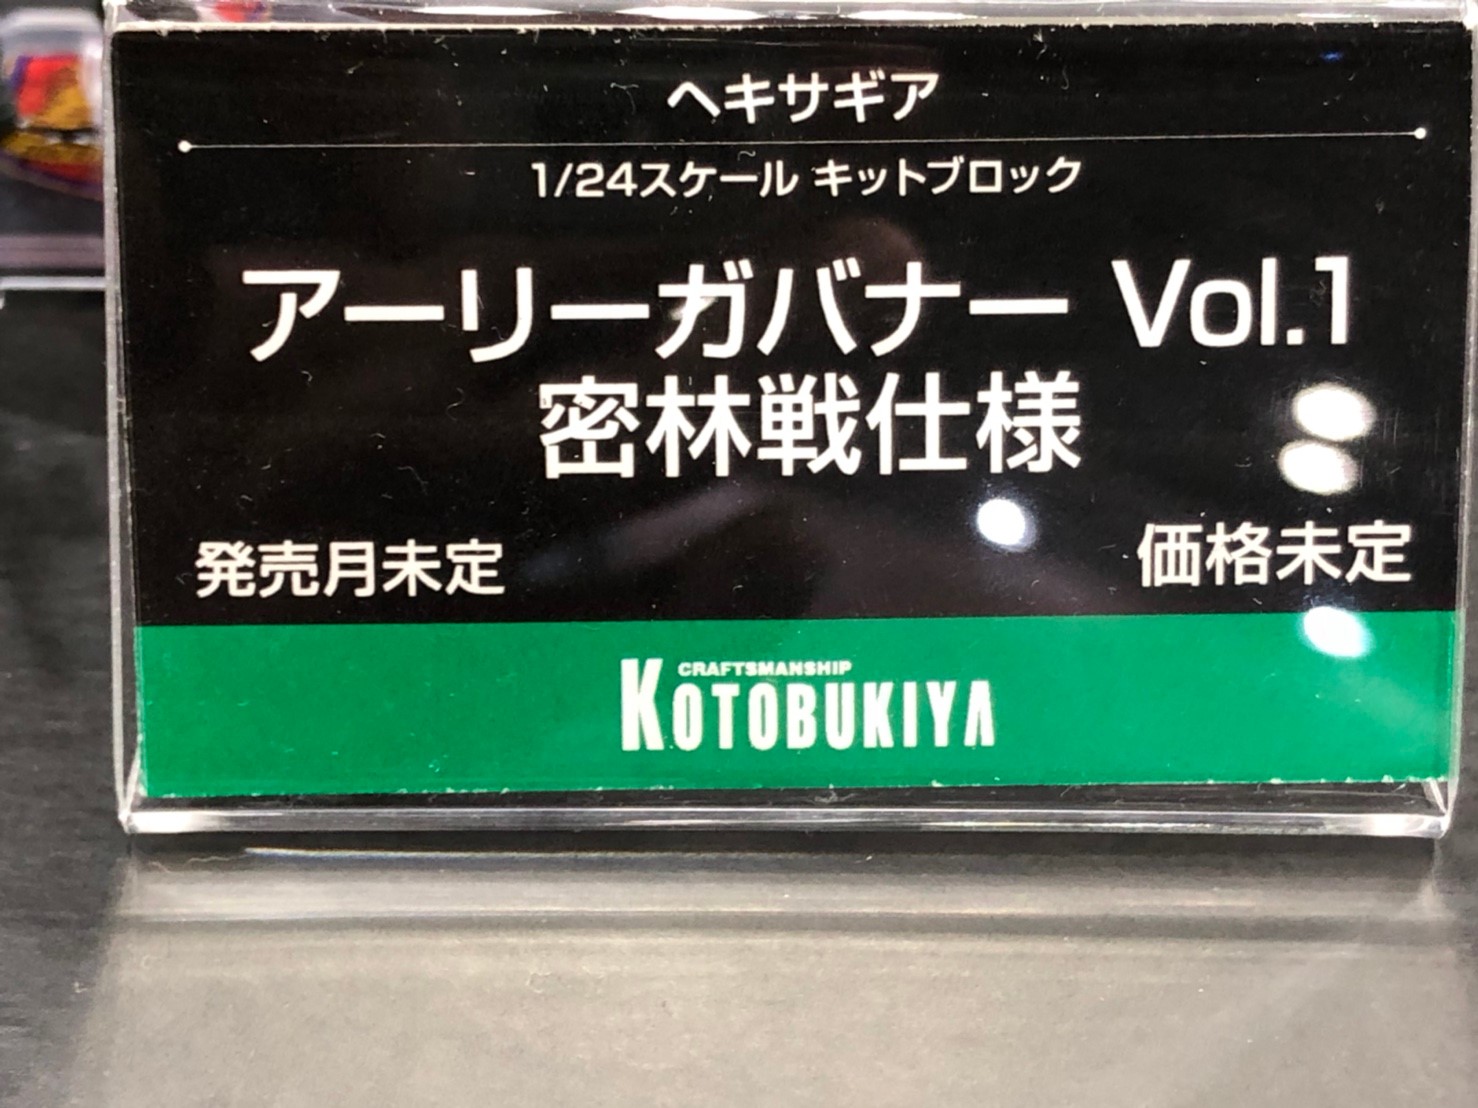 ヘキサギア
1/24スケール キットブロック
アーリーガバナー Vol.1
密林戦仕様
発売月未定 価格未定
CRAFTSMANSHIP
KOTOBUKIYA